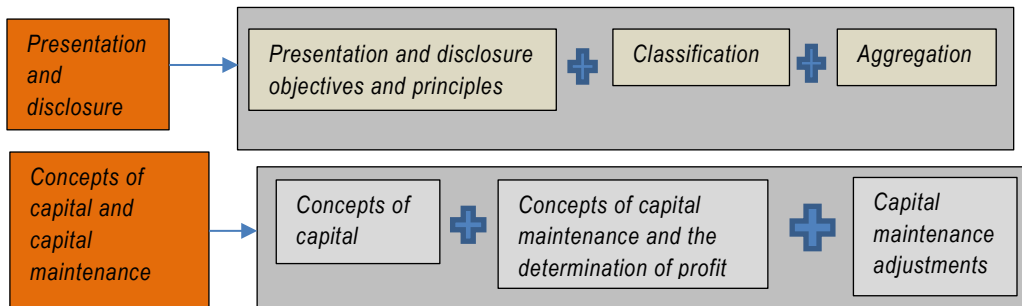 Presentation
and
disclosure
Presentation and disclosure
objectives and principles
Classification
Aggregation
Concepts of
capital and
capital
maintenance
Concepts of
capital
Concepts of capital
maintenance and the
determination of profit
Capital
maintenance
adjustments